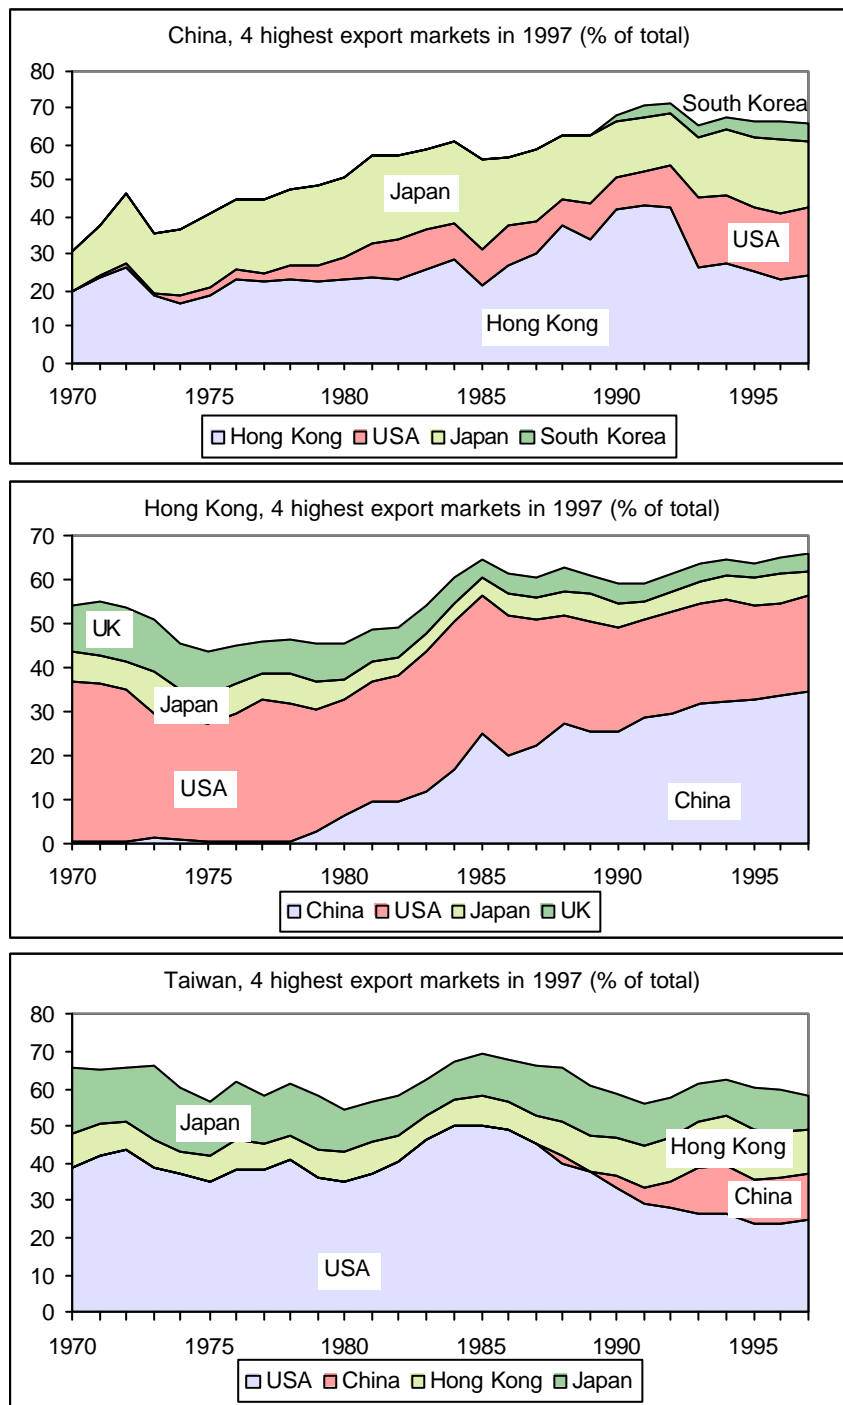 China, 4 highest export markets in 1997 (% of total)
80
70
60
50
40
30
20
10
0
South Korea
Japan
USA
Hong Kong
1970 1975 1980 1985 1990 1995
Hong Kong USA Japan South Korea
Hong Kong, 4 highest export markets in 1997 (% of total)
70
60
50
40
30
20
10
0
UK
Japan
USA
China
1970 1975 1980 1985 1990 1995
China USA Japan UK
Taiwan, 4 highest export markets in 1997 (% of total)
80
70
60
50
40
30
20
10
0
Japan
Hong Kong
China
USA
1970 1975 1980 1985 1990 1995
USA China Hong Kong Japan